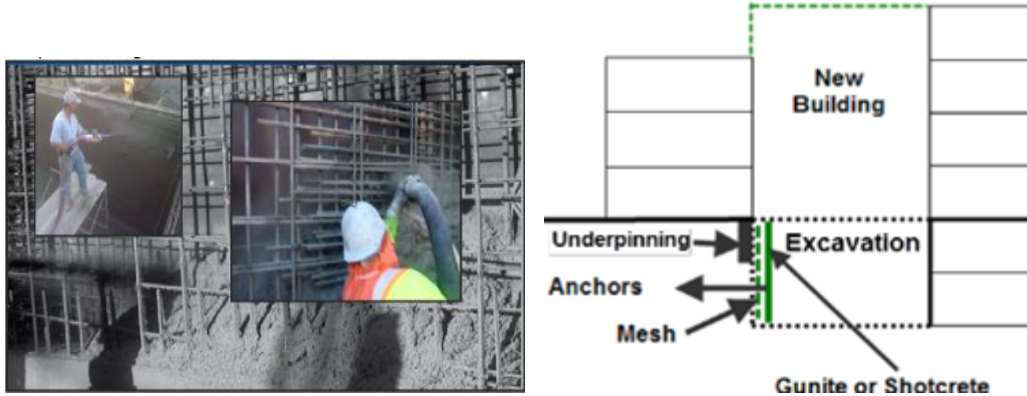 New
Building
Underpinning
Excavation
Anchors
Mesh
Gunite or Shotcrete